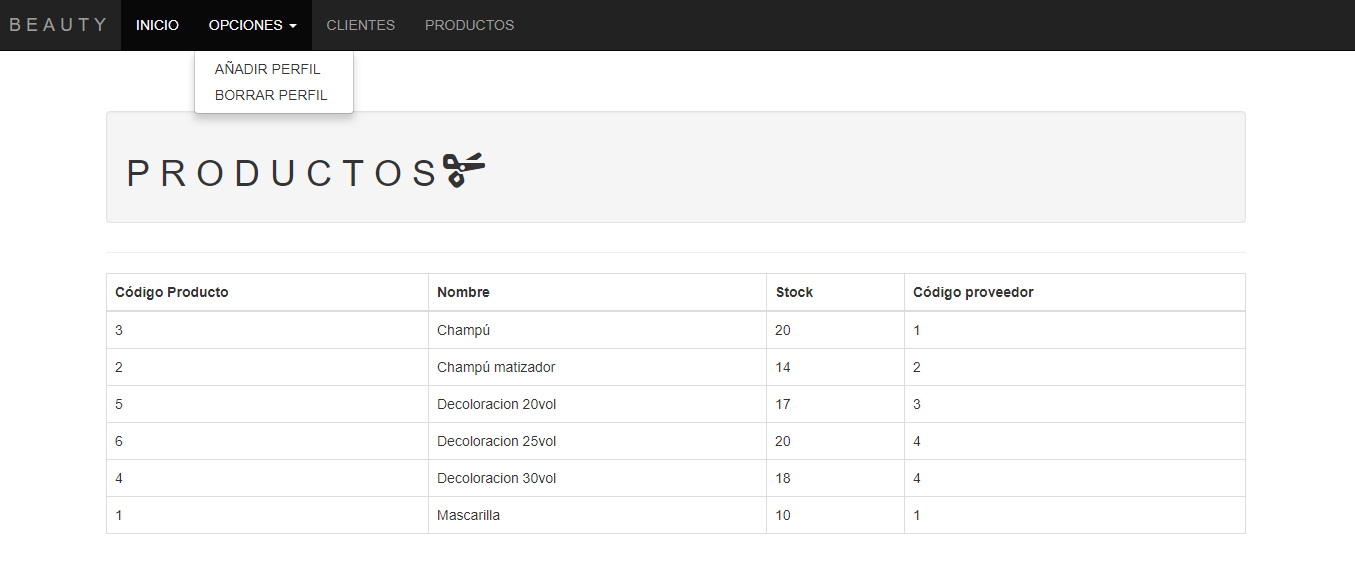 BEAUTY INICIO OPCIONES CLIENTES PRODUCTOS
AÑADIR PERFIL
BORRAR PERFIL
PRODUCTOS
Código Producto Nombre Stock Código proveedor
3 Champú 20 1
2 Champú matizador 14 2
5 Decoloracion 20vol 17 3
6 Decoloracion 25vol 20 4
4 Decoloracion 30vol 18 4
1 Mascarilla 10 1